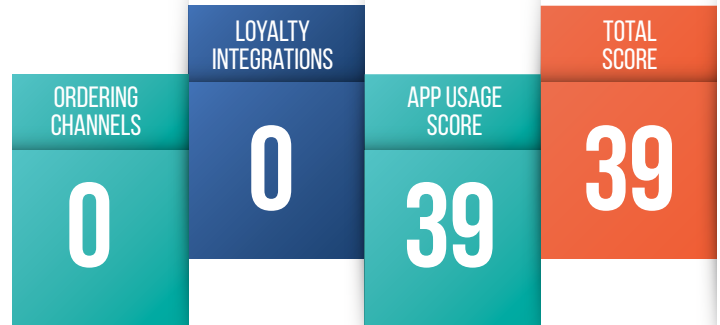 ORDERING
CHANNELS
0
LOYALTY
INTEGRATIONS
0
APP USAGE
SCORE
39
TOTAL
SCORE
39